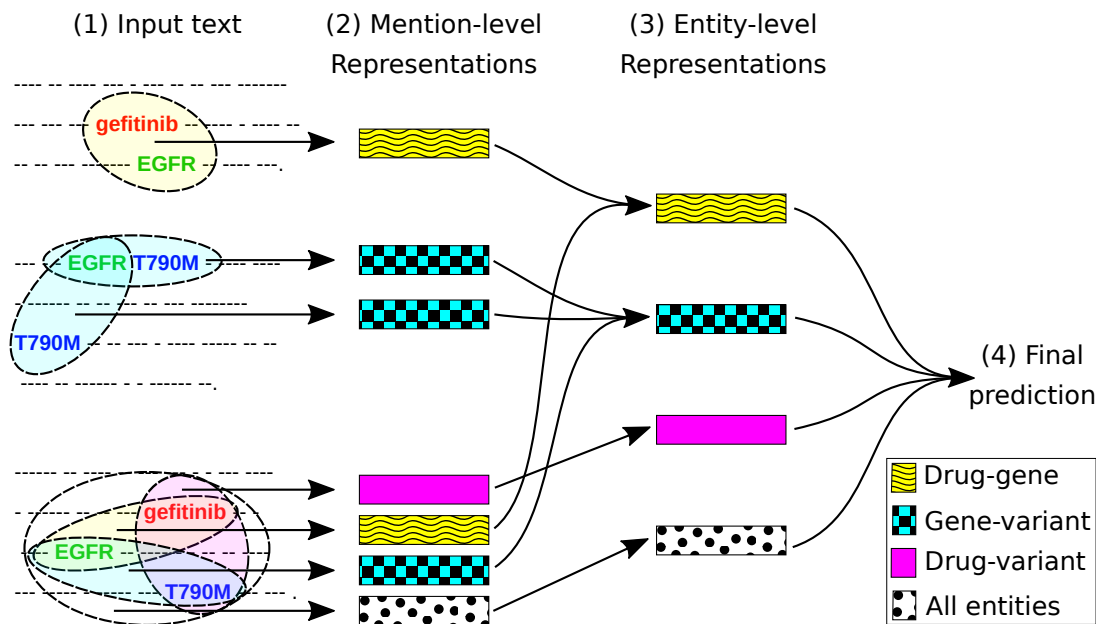 (1) Input text
(2) Mention-level
Representations
(3) Entity-level
Representations
gefitinib
EGFR
EGFR T790M
T790M
gefitinib
EGFR
T790M
(4) Final
prediction
Drug-gene
Gene-variant
Drug-variant
All entities